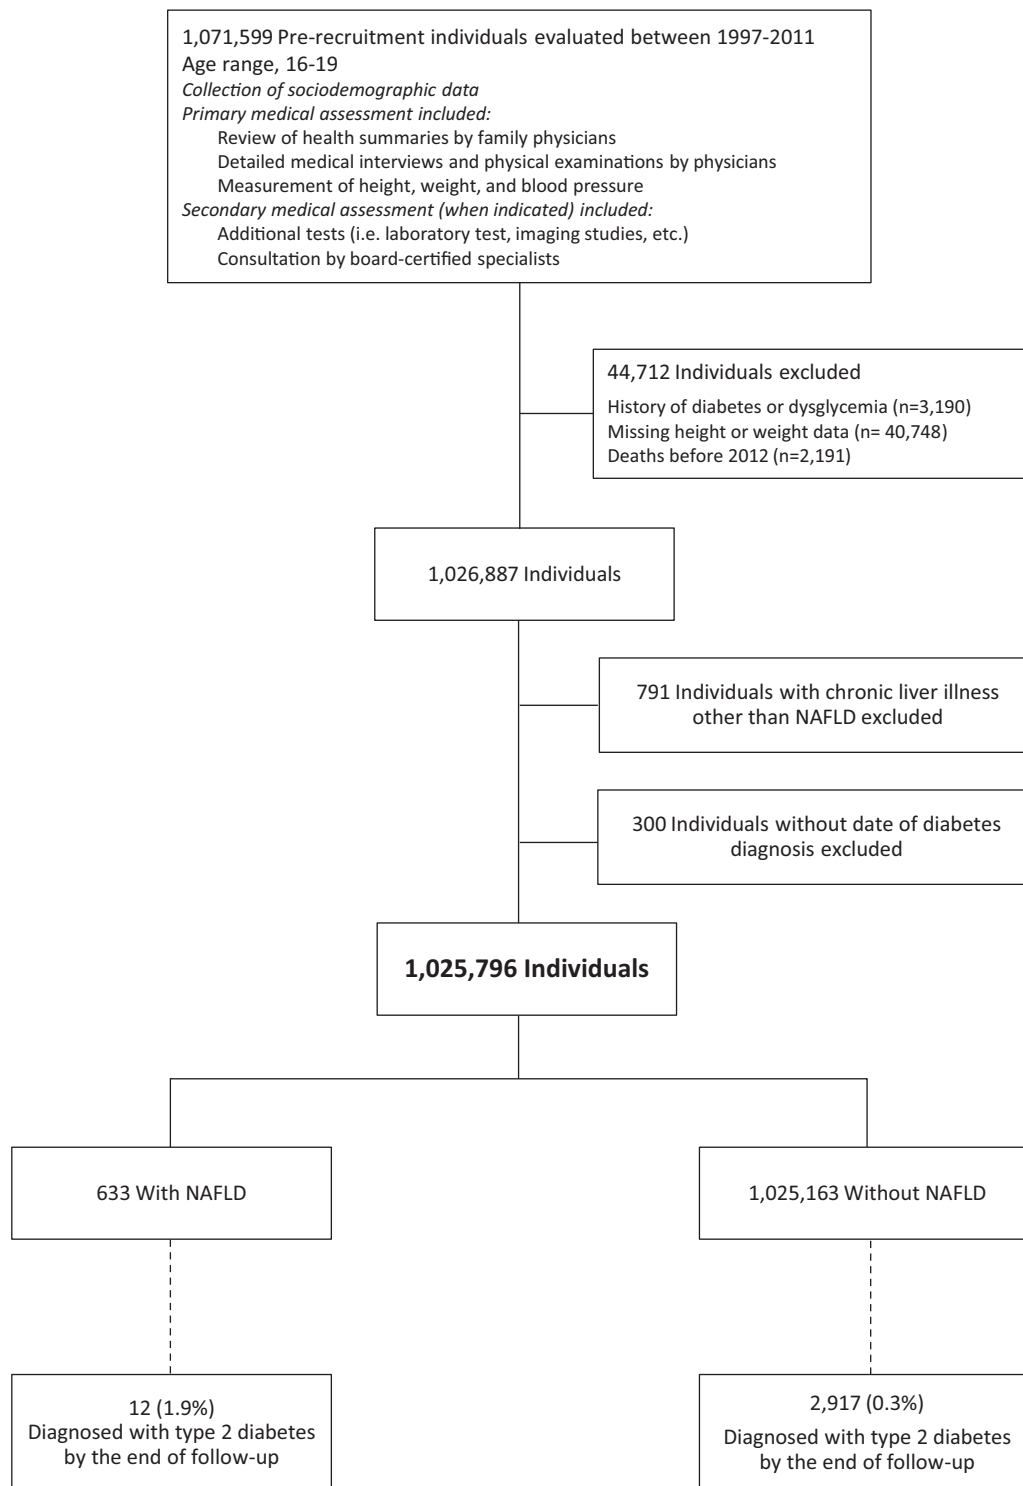 1,071,599 Pre-recruitment individuals evaluated between 1997-2011
Age range, 16-19
Collection of sociodemographic data
Primary medical assessment included:
Review of health summaries by family physicians
Detailed medical interviews and physical examinations by physicians
Measurement of height, weight, and blood pressure
Secondary medical assessment (when indicated) included:
Additional tests (i.e. laboratory test, imaging studies, etc.)
Consultation by board-certified specialists
44,712 Individuals excluded
History of diabetes or dysglycemia (n=3,190)
Missing height or weight data (n= 40,748)
Deaths before 2012 (n=2,191)
1,026,887 Individuals
791 Individuals with chronic liver illness
other than NAFLD excluded
300 Individuals without date of diabetes
diagnosis excluded
1,025,796 Individuals
633 With NAFLD
1,025,163 Without NAFLD
12 (1.9%)
Diagnosed with type 2 diabetes
by the end of follow-up
2,917 (0.3%)
Diagnosed with type 2 diabetes
by the end of follow-up